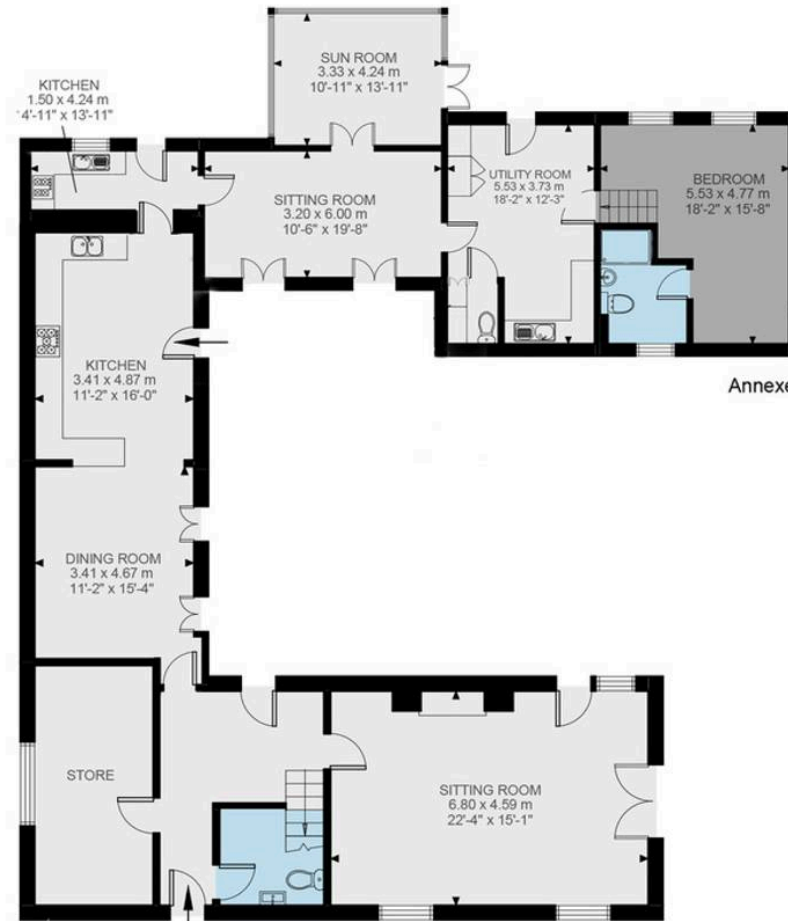 SUN ROOM
3.33 x 4.24 m
10'-11" x 13'-11"
KITCHEN
1.50 x 4.24 m
4'-11" x 13'-11"
SITTING ROOM
3.20 x 6.00 m
10'-6" x 19'-8"
UTILITY ROOM
5.53 x 3.73 m
18'-2" x 12'-3"
BEDROOM
5.53 x 4.77 m
18'-2" x 15'-8"
KITCHEN
3.41 x 4.87 m
11'-2" x 16'-0"
Annexe
DINING ROOM
3.41 x 4.67 m
11'-2" x 15'-4"
STORE
SITTING ROOM
6.80 x 4.59 m
22'-4" x 15'-1"